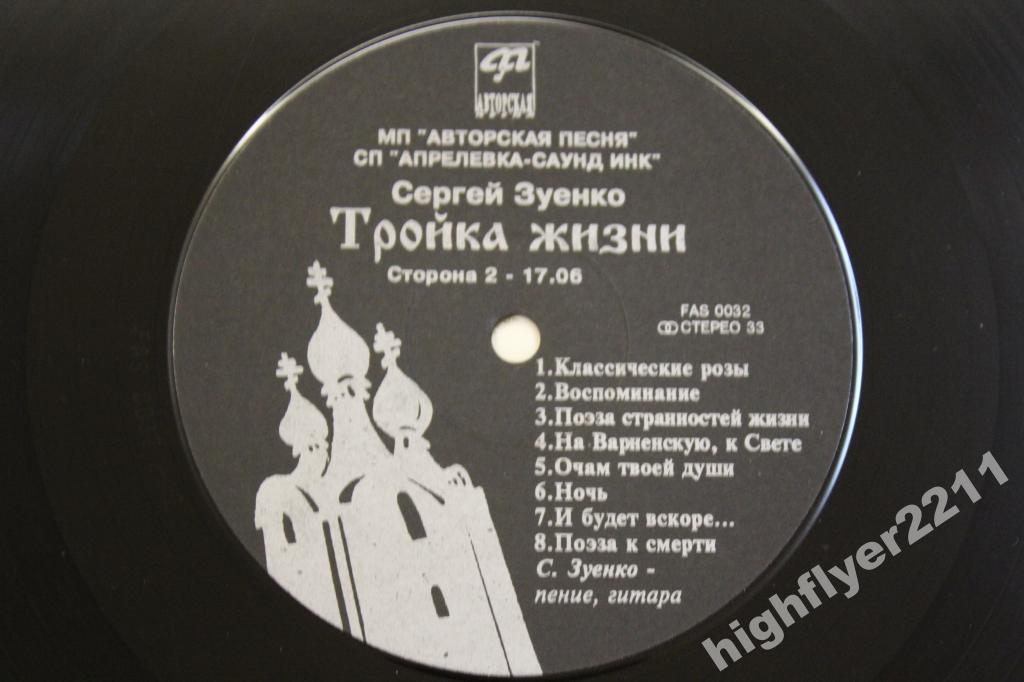 АВТОРСКАЯ
МП "АВТОРСКАЯ ПЕСНЯ"
СП "АПРЕЛЕВКА-САУНД ИНК"
Сергей Зуенко
Тройка жизни
Сторона 2 - 17.06
FAS 0032
СТЕРЕО 33
1.Классические розы
2.Воспоминание
3.Поэза странностей жизни
4.На Варненскую, к Свете
5.Очам твоей души
6.Ночь
7.И будет вскоре...
8.Поэза к смерти
С. Зуенко -
пение, гитара
highflyer2211